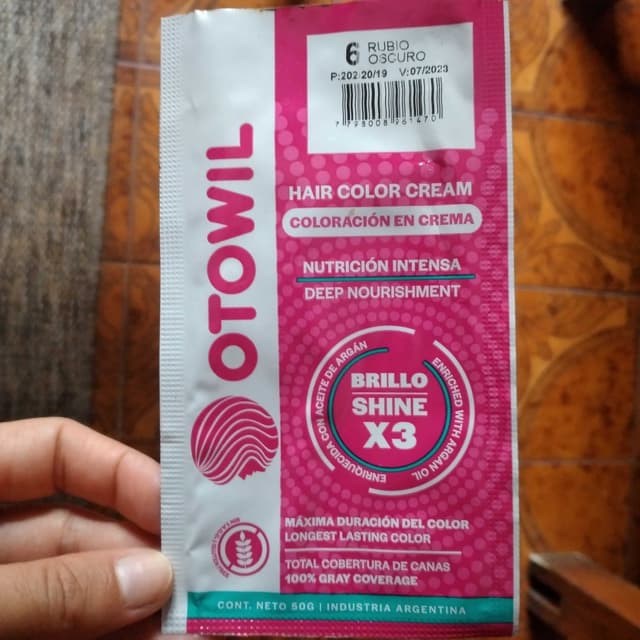 6 RUBIO
OSCURO
V:07/2023
OTOWIL
HAIR COLOR CREAM
COLORACIÓN EN CREMA
NUTRICIÓN INTENSA
DEEP NOURISHMENT
ENRIQUECIDA CON ACEITE DE ARGÁN
ENRICHED WITH ARGAN OIL
BRILLO
SHINE
X3
MÁXIMA DURACIÓN DEL COLOR
LONGEST LASTING COLOR
TOTAL COBERTURA DE CANAS
100% GRAY COVERAGE
CONT. NETO 50G | INDUSTRIA ARGENTINA